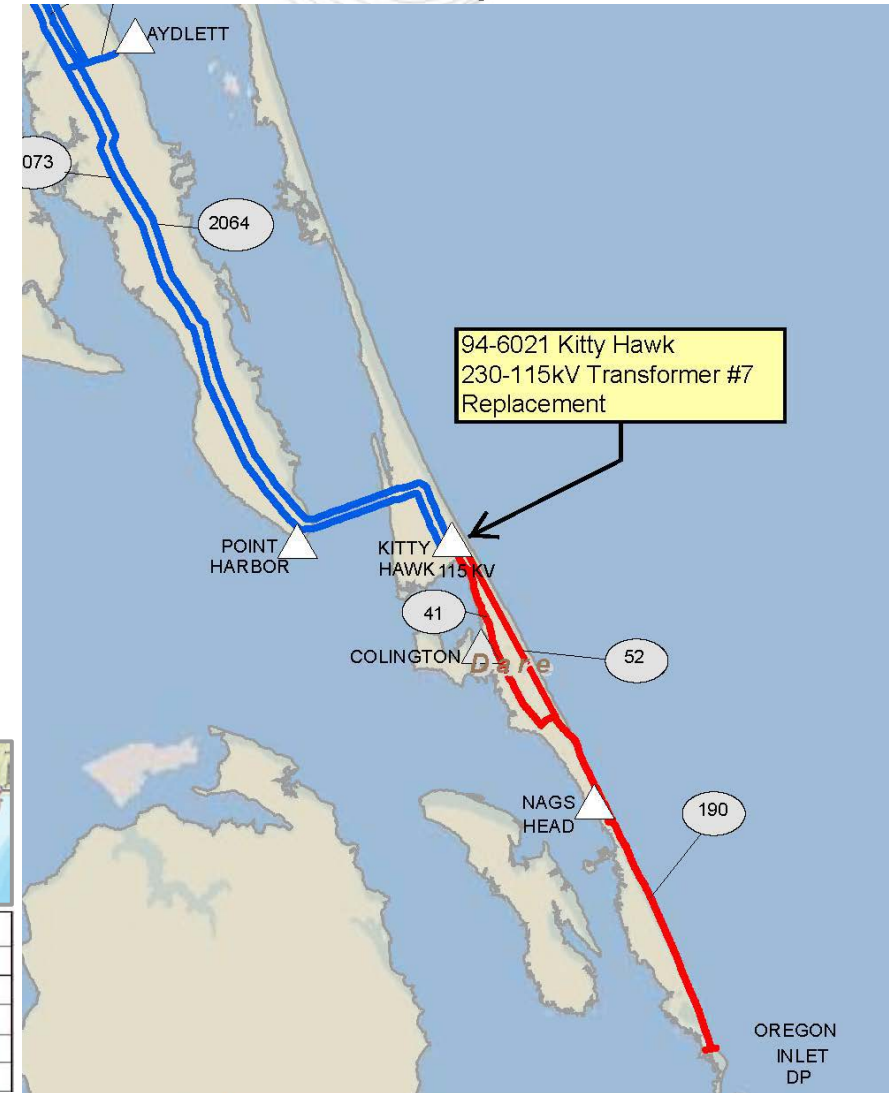 AYDLETT
073
2064
94-6021 Kitty Hawk
230-115kV Transformer #7
Replacement
POINT
HARBOR
KITTY
HAWK 115 KV
41
COLINGTON
Dare
52
NAGS
HEAD
190
OREGON
INLET
DP